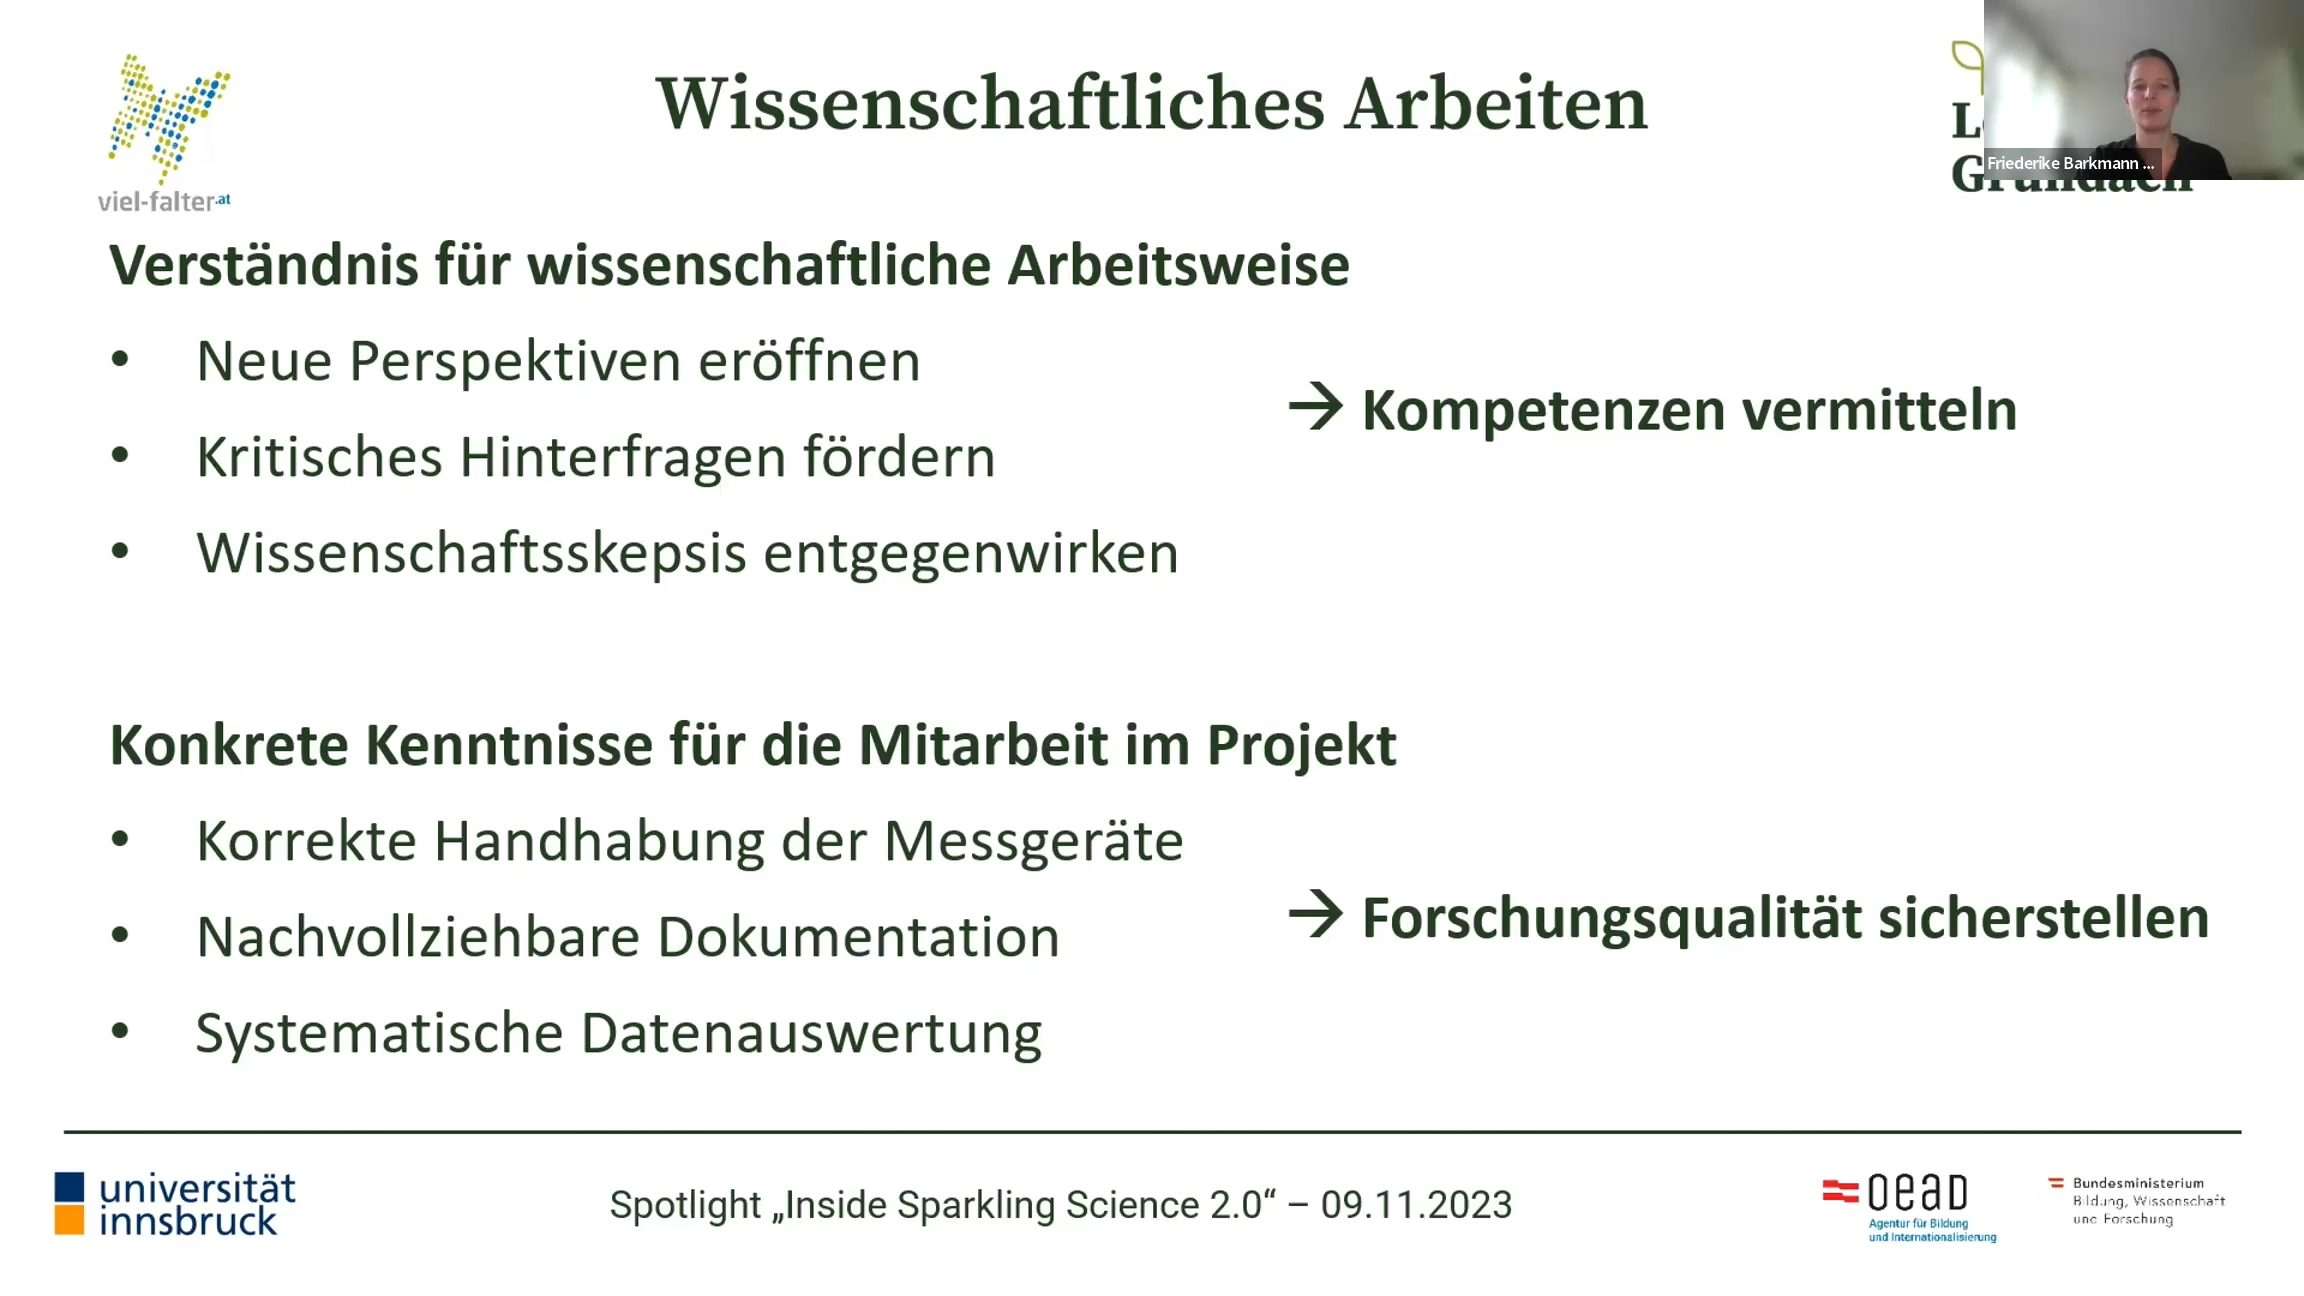 viel-falter.at
Wissenschaftliches Arbeiten
Friederike Barkmann ...
Gründach
Verständnis für wissenschaftliche Arbeitsweise
• Neue Perspektiven eröffnen
• Kritisches Hinterfragen fördern
• Wissenschaftsskepsis entgegenwirken
→ Kompetenzen vermitteln
Konkrete Kenntnisse für die Mitarbeit im Projekt
• Korrekte Handhabung der Messgeräte
• Nachvollziehbare Dokumentation
• Systematische Datenauswertung
→ Forschungsqualität sicherstellen
universität
innsbruck
Spotlight „Inside Sparkling Science 2.0“ – 09.11.2023
OeAD
Agentur für Bildung
und Internationalisierung
Bundesministerium
Bildung, Wissenschaft
und Forschung